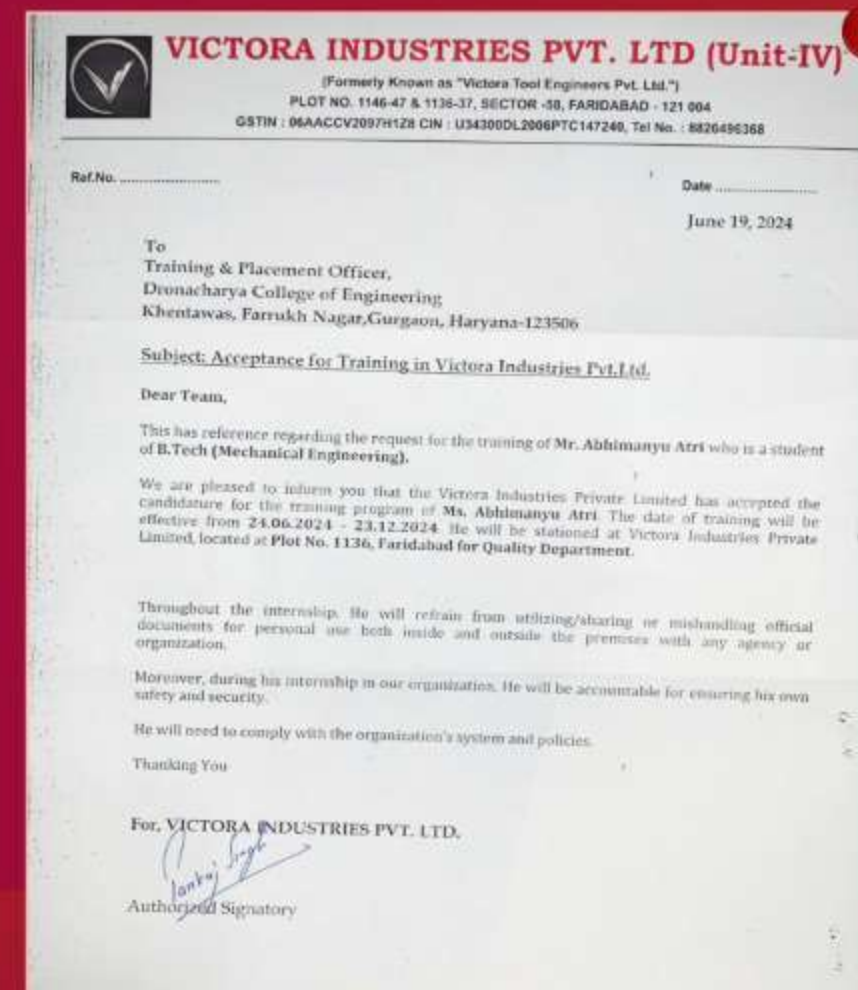 VICTORA INDUSTRIES PVT. LTD (Unit-IV)
(Formerly Known as "Victora Tool Engineers Pvt. Ltd.")
PLOT NO. 1146-47 & 1136-37, SECTOR -58, FARIDABAD - 121 004
GSTIN : 06AACCV2097H1Z8 CIN : U34300DL2006PTC147240, Tel No. : 8826496368
Ref.No. ........................
Date ........................
June 19, 2024
To
Training & Placement Officer,
Dronacharya College of Engineering
Khentawas, Farrukh Nagar,Gurgaon, Haryana-123506
Subject: Acceptance for Training in Victora Industries Pvt.Ltd.
Dear Team,
This has reference regarding the request for the training of Mr. Abhimanyu Atri who is a student
of B.Tech (Mechanical Engineering).
We are pleased to inform you that the Victora Industries Private Limited has accepted the
candidature for the training program of Ms. Abhimanyu Atri. The date of training will be
effective from 24.06.2024 - 23.12.2024. He will be stationed at Victora Industries Private
Limited, located at Plot No. 1136, Faridabad for Quality Department.
Throughout the internship, He will refrain from utilizing/sharing or mishandling official
documents for personal use both inside and outside the premises with any agency or
organization.
Moreover, during his internship in our organization, He will be accountable for ensuring his own
safety and security.
He will need to comply with the organization's system and policies.
Thanking You
For, VICTORA INDUSTRIES PVT. LTD.
Pankaj Singh
Authorized Signatory